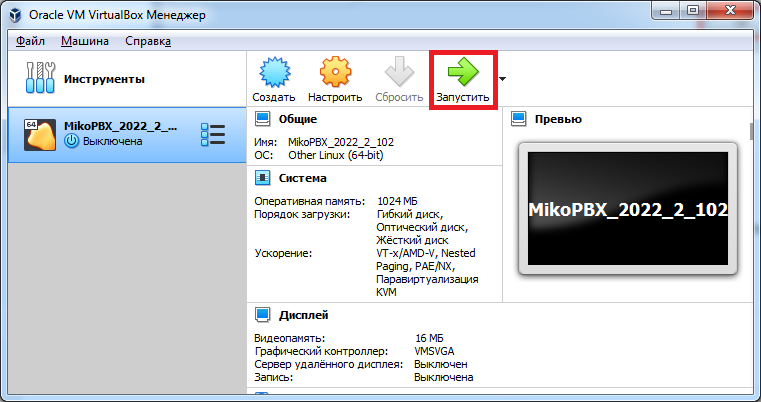 Oracle VM VirtualBox Менеджер
Файл Машина Справка
Инструменты
Создать Настроить Сбросить Запустить
64
MikoPBX_2022_2_...
Выключена
Общие
Имя: MikoPBX_2022_2_102
ОС: Other Linux (64-bit)
Система
Оперативная память: 1024 МБ
Порядок загрузки: Гибкий диск,
Оптический диск,
Жёсткий диск
Ускорение: VT-x/AMD-V, Nested
Paging, PAE/NX,
Паравиртуализация
KVM
Превью
MikoPBX_2022_2_102
Дисплей
Видеопамять: 16 МБ
Графический контроллер: VMSVGA
Сервер удалённого дисплея: Выключен
Запись: Выключена